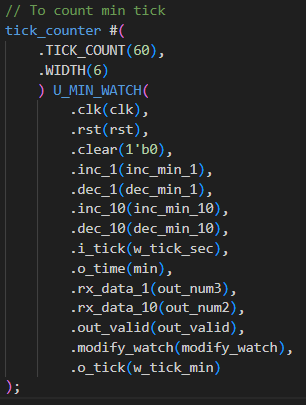 // To count min tick
tick_counter #(
    .TICK_COUNT(60),
    .WIDTH(6)
    ) U_MIN_WATCH(
        .clk(clk),
        .rst(rst),
        .clear(1'b0),
        .inc_1(inc_min_1),
        .dec_1(dec_min_1),
        .inc_10(inc_min_10),
        .dec_10(dec_min_10),
        .i_tick(w_tick_sec),
        .o_time(min),
        .rx_data_1(out_num3),
        .rx_data_10(out_num2),
        .out_valid(out_valid),
        .modify_watch(modify_watch),
        .o_tick(w_tick_min)
);